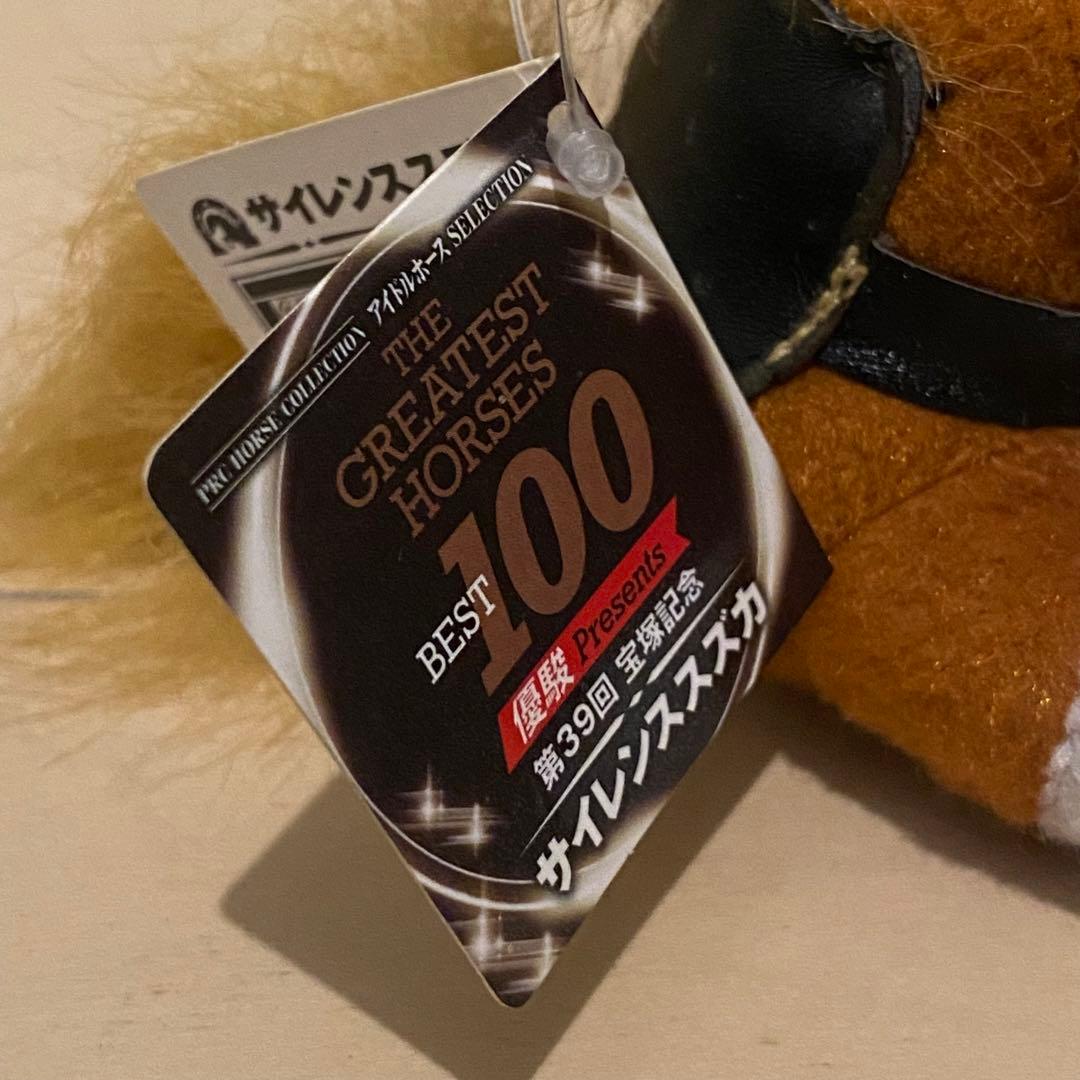 サイレンスス
PRC HORSE COLLECTION アイドルホース SELECTION
THE
GREATEST
HORSES
BEST 100
優駿 Presents
第39回 宝塚記念
サイレンススズカ